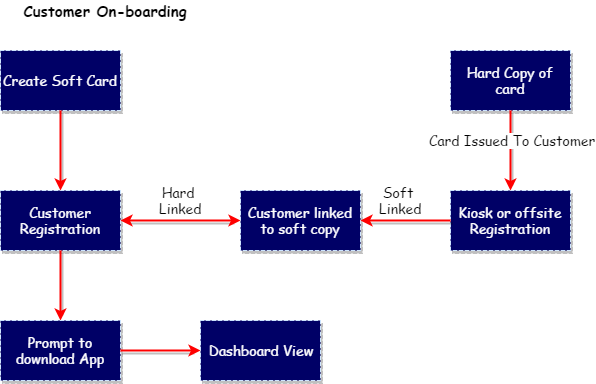 Customer On-boarding
Create Soft Card
Hard Copy of
card
Card Issued To Customer
Customer
Registration
Hard
Linked
Customer linked
to soft copy
Soft
Linked
Kiosk or offsite
Registration
Prompt to
download App
Dashboard View